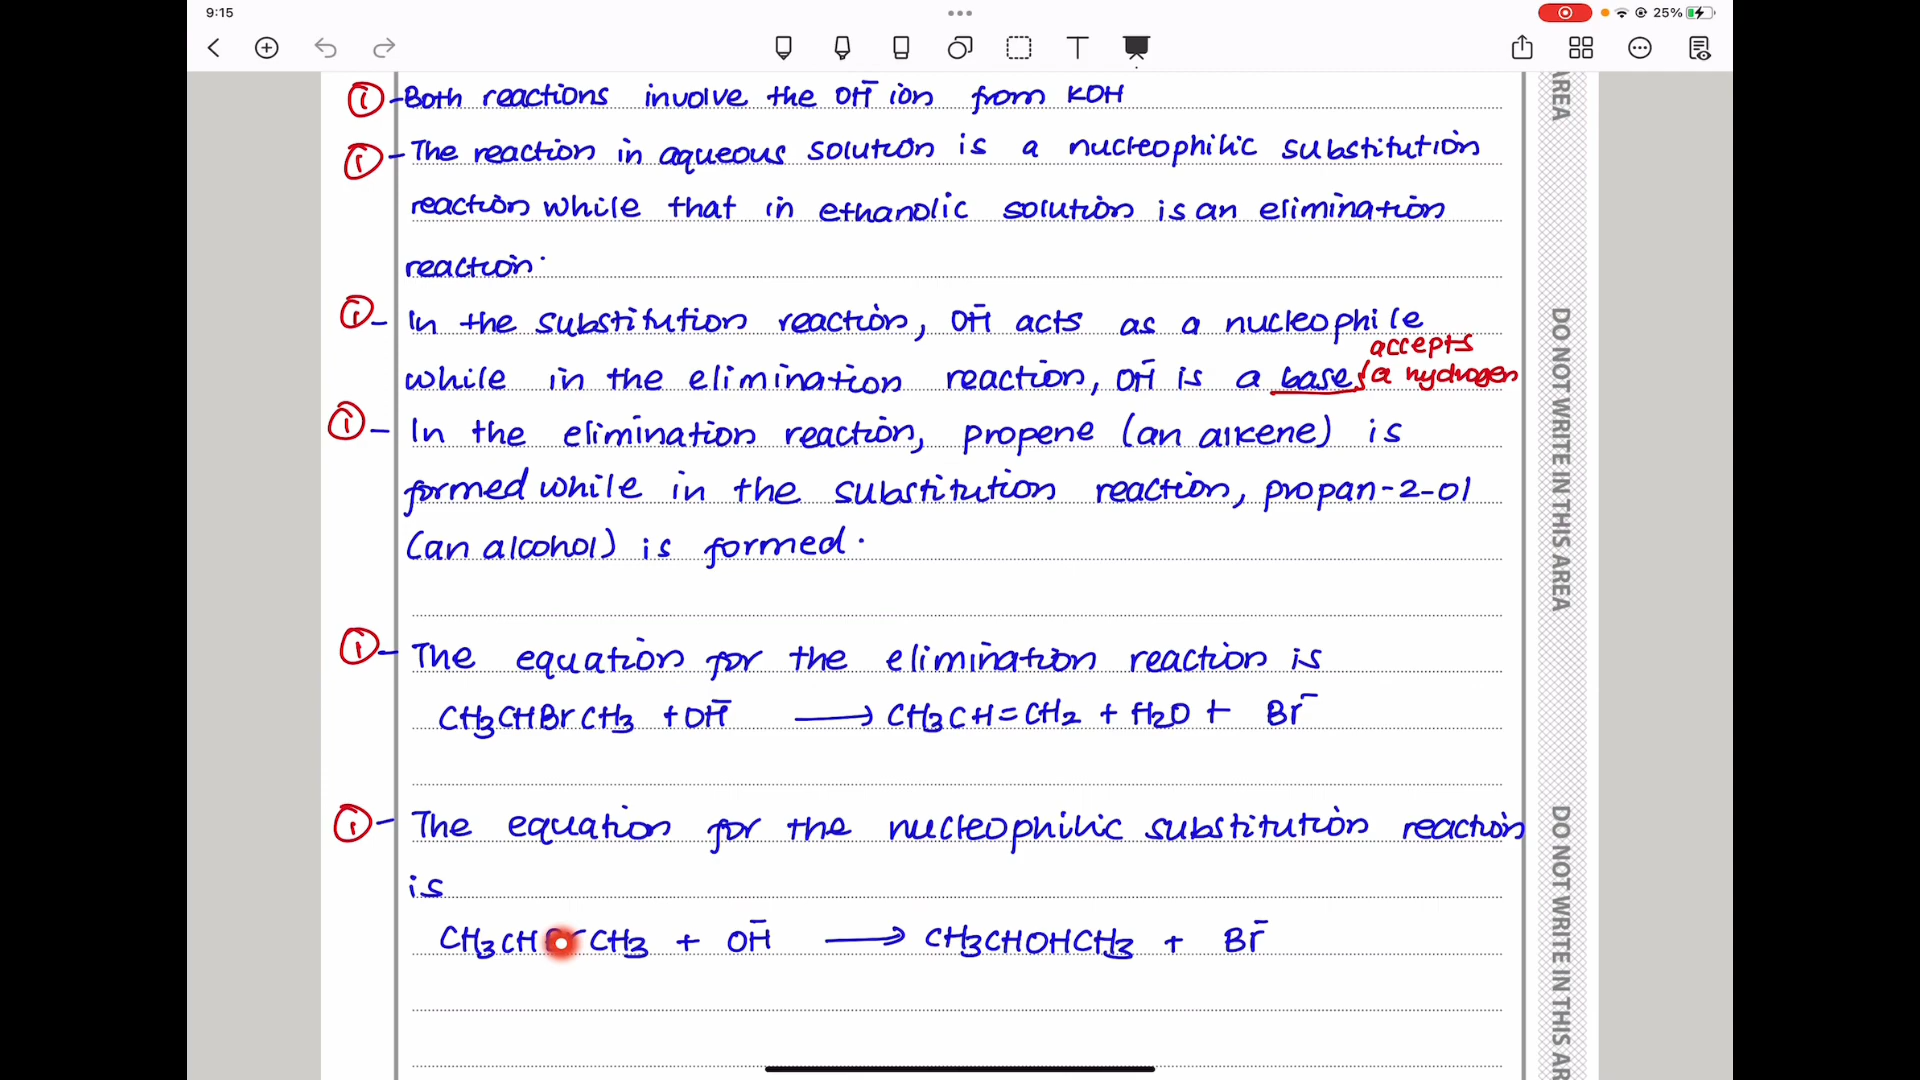 9:15
25%
① -Both reactions involve the OH⁻ ion from KOH
① - The reaction in aqueous solution is a nucleophilic substitution
reaction while that in ethanolic solution is an elimination
reaction.
① - In the substitution reaction, OH⁻ acts as a nucleophile
accepts
while in the elimination reaction, OH⁻ is a base { a hydrogen
① - In the elimination reaction, propene (an alkene) is
formed while in the substitution reaction, propan-2-ol
(an alcohol) is formed.
① - The equation for the elimination reaction is
CH₃CHBrCH₃ + OH⁻ ⟶ CH₃CH=CH₂ + H₂O + Br⁻
① - The equation for the nucleophilic substitution reaction
is
CH₃CHBrCH₃ + OH⁻ ⟶ CH₃CHOHCH₃ + Br⁻
AREA
DO NOT WRITE IN THIS AREA
DO NOT WRITE IN THIS AR